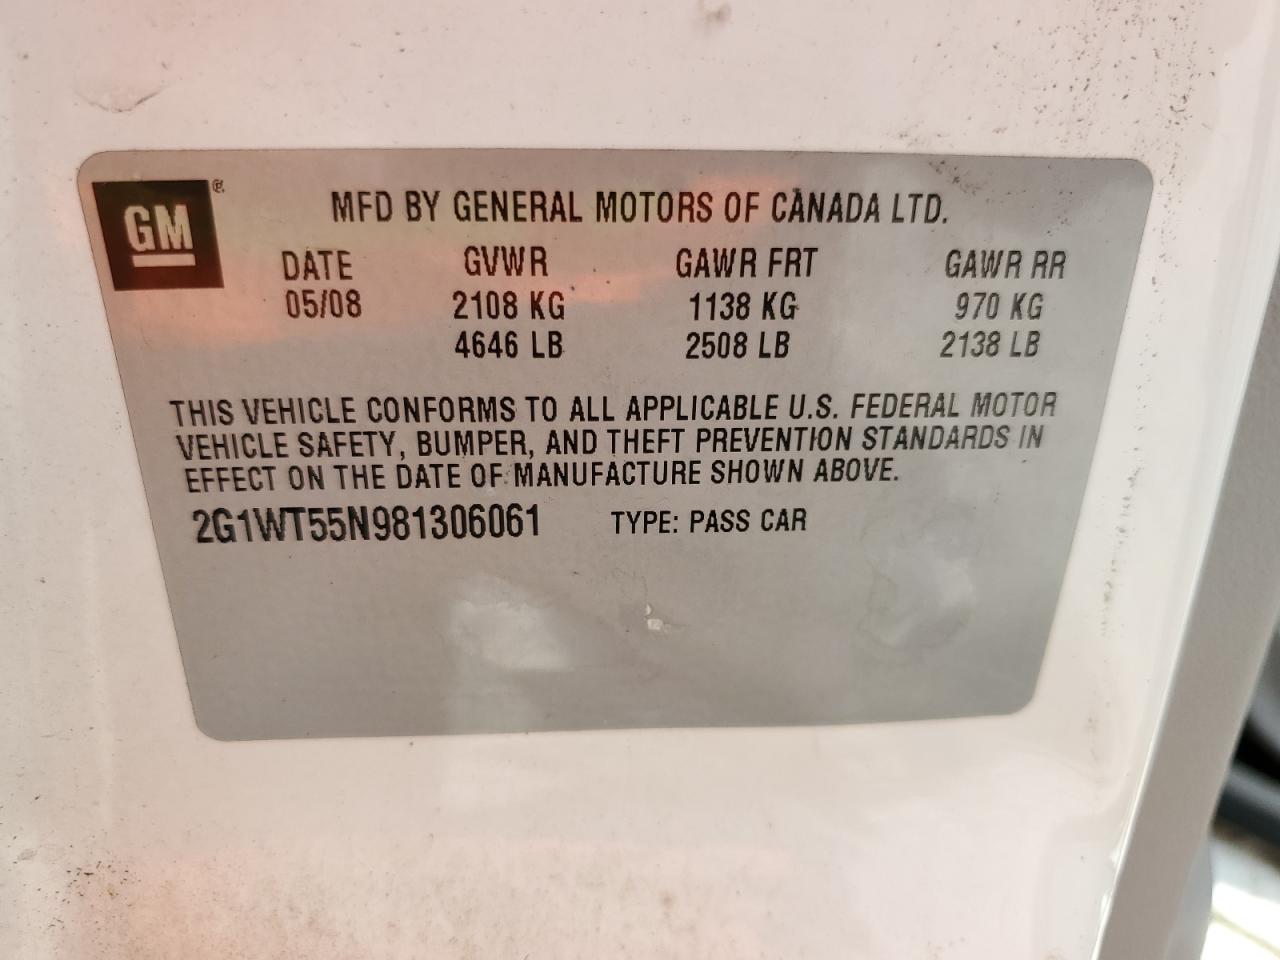 GM®
MFD BY GENERAL MOTORS OF CANADA LTD.
DATE GVWR GAWR FRT GAWR RR
05/08 2108 KG 1138 KG 970 KG
4646 LB 2508 LB 2138 LB
THIS VEHICLE CONFORMS TO ALL APPLICABLE U.S. FEDERAL MOTOR
VEHICLE SAFETY, BUMPER, AND THEFT PREVENTION STANDARDS IN
EFFECT ON THE DATE OF MANUFACTURE SHOWN ABOVE.
2G1WT55N981306061 TYPE: PASS CAR